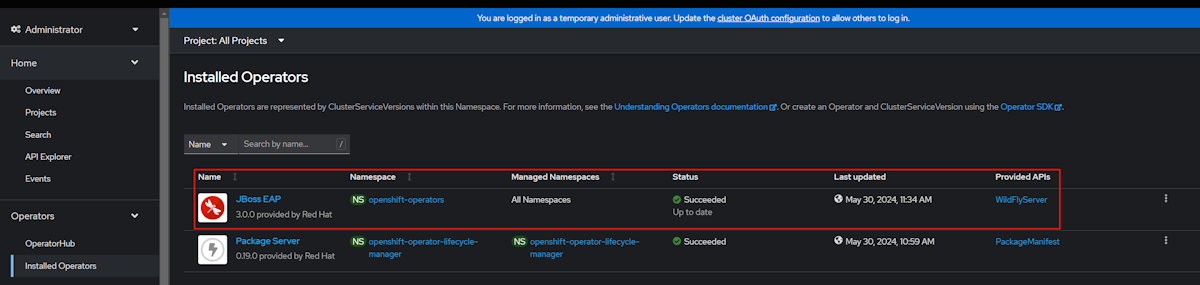 You are logged in as a temporary administrative user. Update the cluster OAuth configuration to allow others to log in.
Administrator
Home
Overview
Projects
Search
API Explorer
Events
Operators
OperatorHub
Installed Operators
Project: All Projects
Installed Operators
Installed Operators are represented by ClusterServiceVersions within this Namespace. For more information, see the Understanding Operators documentation. Or create an Operator and ClusterServiceVersion using the Operator SDK.
Name Search by name... /
Name Namespace Managed Namespaces Status Last updated Provided APIs
JBoss EAP NS openshift-operators All Namespaces Succeeded May 30, 2024, 11:34 AM WildFlyServer
3.0.0 provided by Red Hat Up to date
Package Server NS openshift-operator-lifecycle- NS openshift-operator-lifecycle- Succeeded May 30, 2024, 10:59 AM PackageManifest
0.19.0 provided by Red Hat manager manager